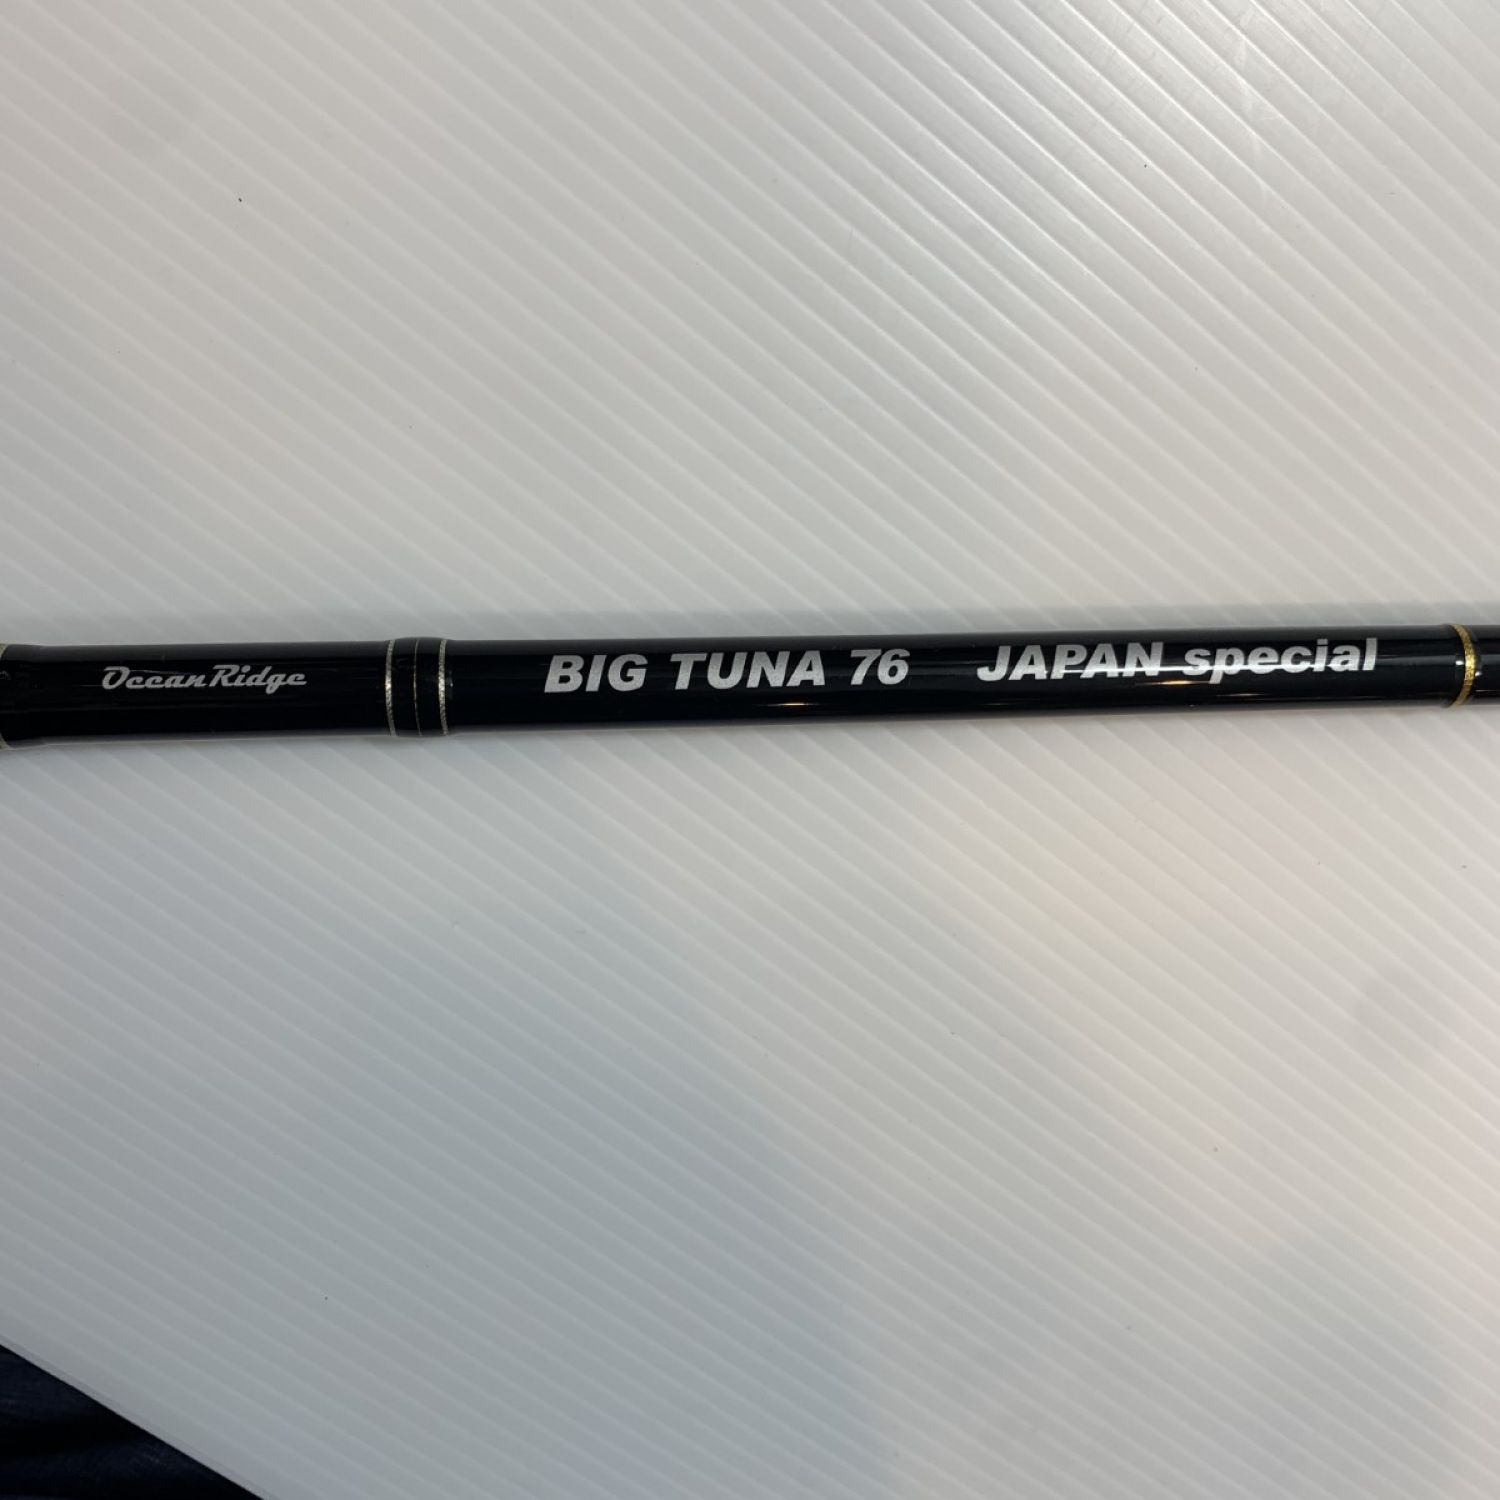 Ocean Ridge BIG TUNA 76 JAPAN special